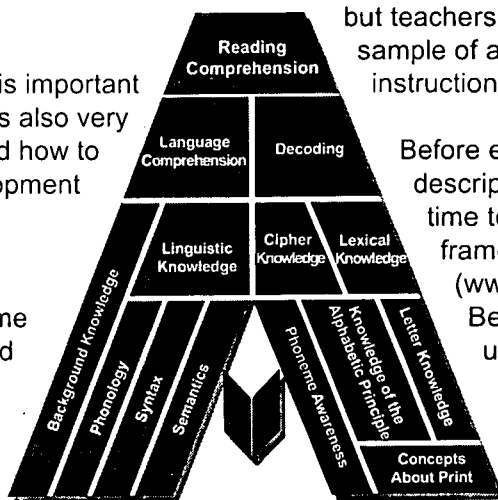 is important
s also very
d how to
opment
me
d
but teachers
sample of a
instruction
Before e
descrip
time to
fram
(ww
Be
u
Reading
Comprehension
Language
Comprehension
Decoding
Linguistic
Knowledge
Cipher
Knowledge
Lexical
Knowledge
Background Knowledge
Phonology
Syntax
Semantics
Phoneme Awareness
Knowledge of the
Alphabetic Principle
Letter Knowledge
Concepts
About Print